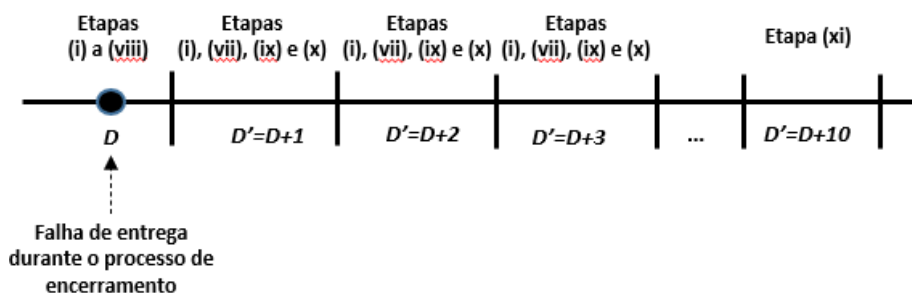 Etapas
(i) a (viii)
Etapas
(i), (vii), (ix) e (x)
Etapas
(i), (vii), (ix) e (x)
Etapas
(i), (vii), (ix) e (x)
Etapa (xi)
D
D'=D+1
D'=D+2
D'=D+3
...
D'=D+10
Falha de entrega
durante o processo de
encerramento